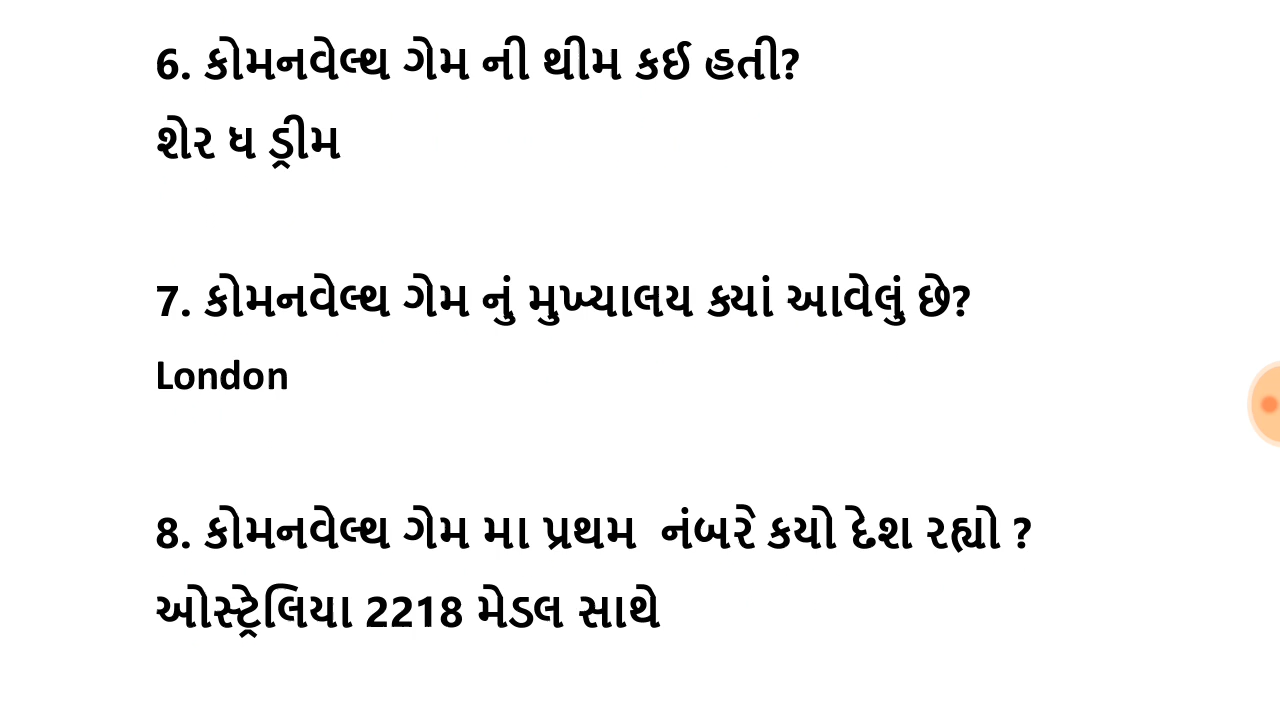 6. કોમનવેલ્થ ગેમ ની થીમ કઈ હતી?
શેર ધ ડ્રીમ
7. કોમનવેલ્થ ગેમ નું મુખ્યાલય ક્યાં આવેલું છે?
London
8. કોમનવેલ્થ ગેમ મા પ્રથમ  નંબરે કયો દેશ રહ્યો ?
ઓસ્ટ્રેલિયા 2218 મેડલ સાથે